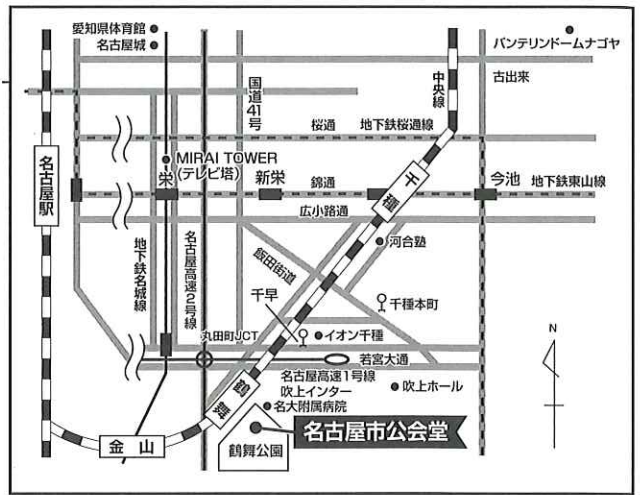 愛知県体育館
名古屋城
バンテリンドームナゴヤ
中央線
古出来
国道41号
桜通
地下鉄桜通線
MIRAI TOWER
(テレビ塔)
名古屋駅
栄
新栄
錦通
千種
今池
地下鉄東山線
広小路通
地下鉄名城線
名古屋高速2号線
飯田街道
河合塾
千早
千種本町
丸田町JCT
イオン千種
若宮大通
名古屋高速1号線
吹上インター
吹上ホール
鶴舞
名大附属病院
名古屋市公会堂
金山
鶴舞公園
N